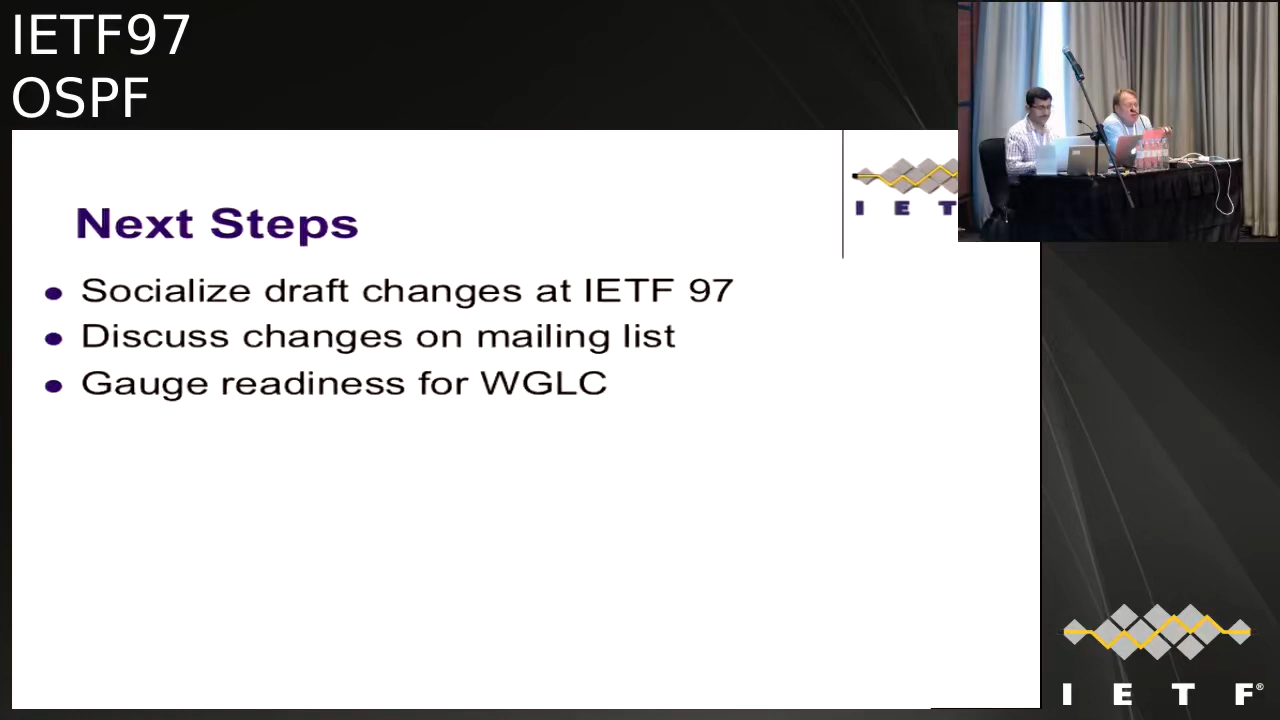 IETF97
OSPF
I E T
Next Steps
• Socialize draft changes at IETF 97
• Discuss changes on mailing list
• Gauge readiness for WGLC
I E T F®